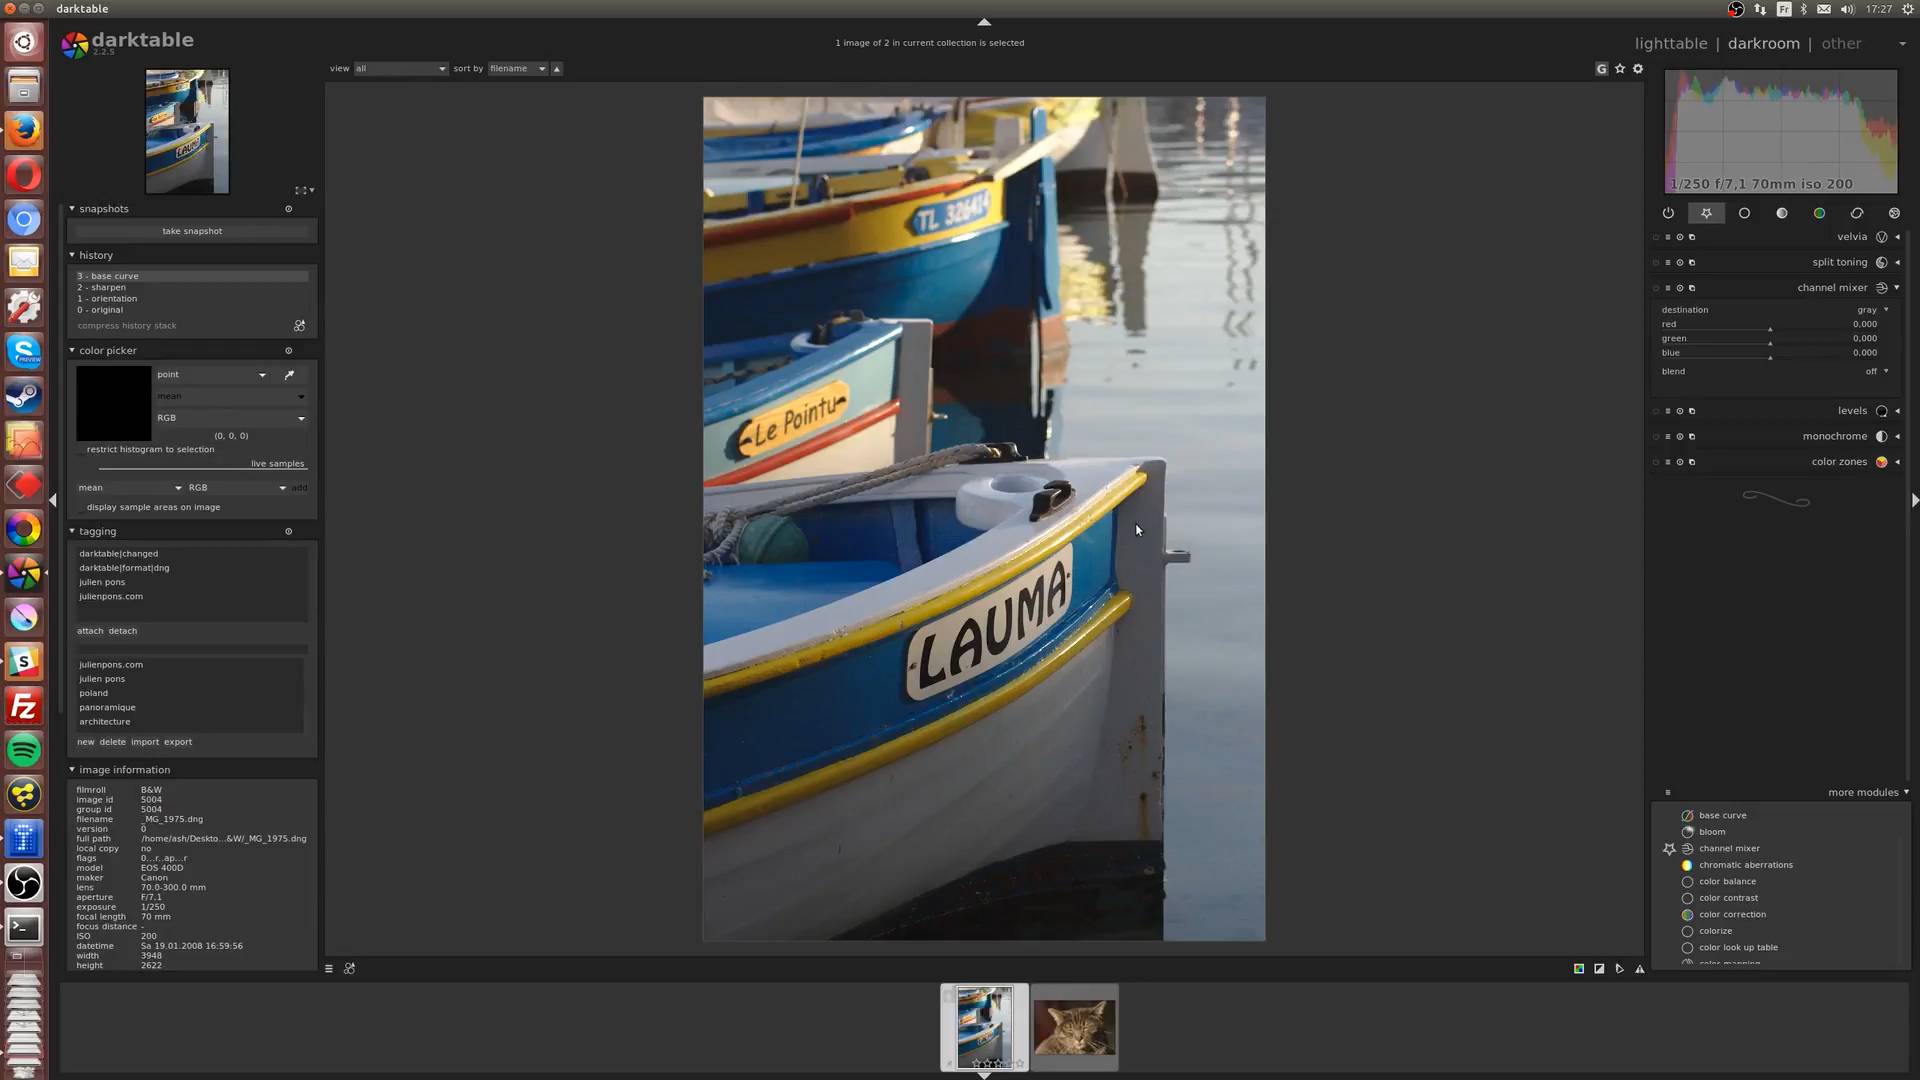 darktable
Fr
17:27
darktable
2.2.5
1 image of 2 in current collection is selected
lighttable | darkroom | other
view all sort by filename
G
snapshots
take snapshot
history
3 - base curve
2 - sharpen
1 - orientation
0 - original
compress history stack
color picker
point
mean
RGB
(0, 0, 0)
restrict histogram to selection
live samples
mean RGB add
display sample areas on image
tagging
darktable|changed
darktable|format|dng
julien pons
julienpons.com
attach detach
julienpons.com
julien pons
poland
panoramique
architecture
new delete import export
image information
filmroll B&W
image id 5004
group id 5004
filename _MG_1975.dng
version 0
full path /home/ash/Deskto...&W/_MG_1975.dng
local copy no
flags 0...r..ap...r
model EOS 400D
maker Canon
lens 70.0-300.0 mm
aperture F/7.1
exposure 1/250
focal length 70 mm
focus distance -
ISO 200
datetime Sa 19.01.2008 16:59:56
width 3948
height 2622
TL 326414
Le Pointu
LAUMA
1/250 f/7,1 70mm iso 200
velvia
split toning
channel mixer
destination gray
red 0,000
green 0,000
blue 0.000
blend off
levels
monochrome
color zones
more modules
base curve
bloom
channel mixer
chromatic aberrations
color balance
color contrast
color correction
colorize
color look up table